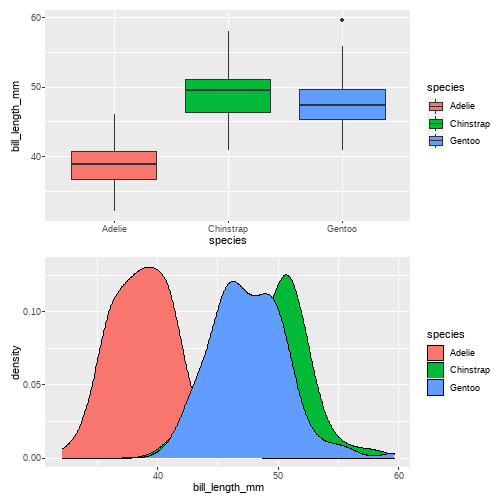 60
50
40
bill_length_mm
Adelie
Chinstrap
Gentoo
species
species
Adelie
Chinstrap
Gentoo
0.10
0.05
0.00
density
40
50
60
bill_length_mm
species
Adelie
Chinstrap
Gentoo